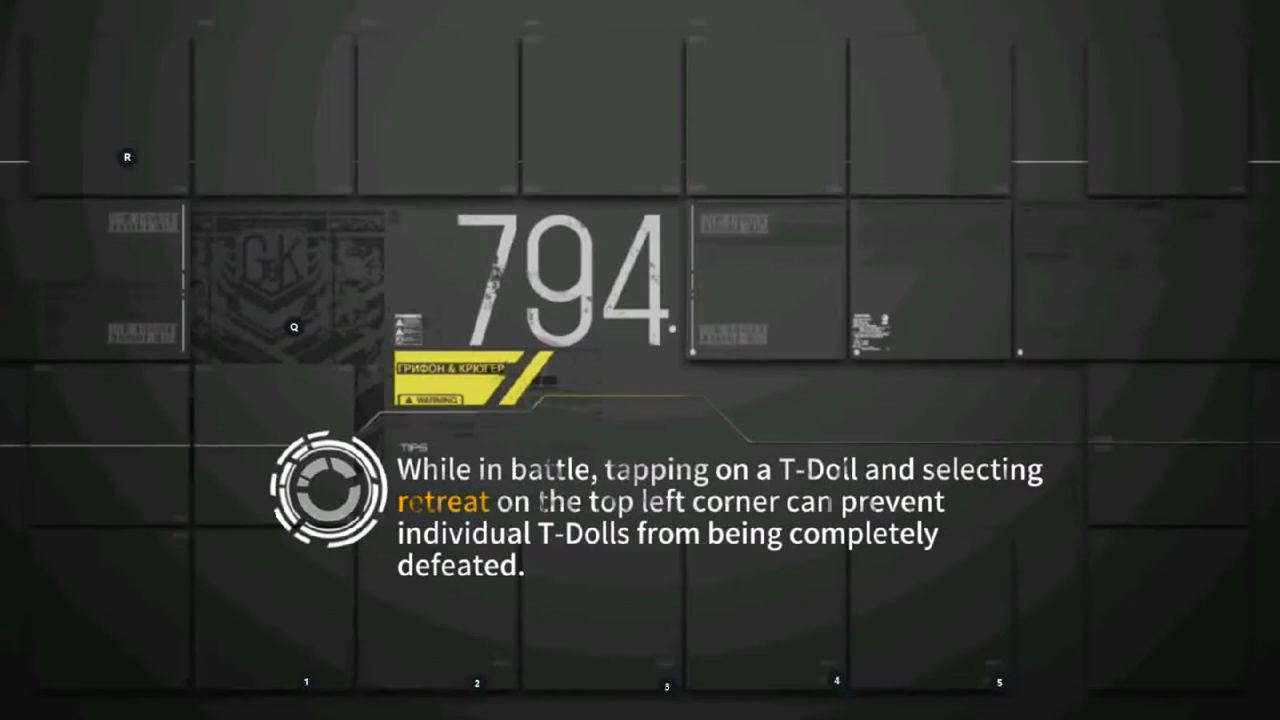 R
794.
G&K
Q
ГРИФОН & КРЮГЕР
WARNING
TIPS
While in battle, tapping on a T-Doll and selecting
retreat on the top left corner can prevent
individual T-Dolls from being completely
defeated.
1 2 3 4 5